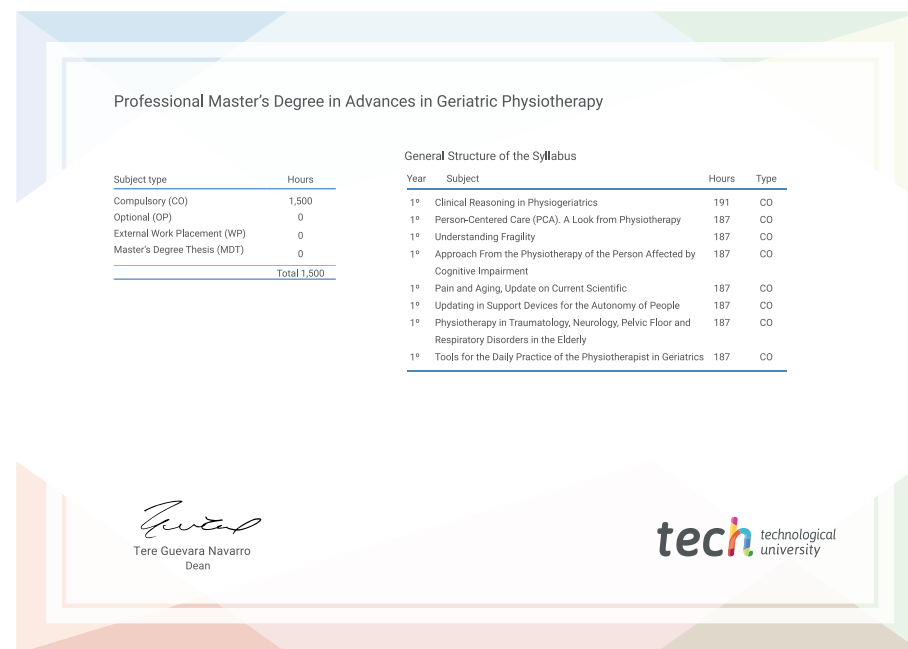 Professional Master's Degree in Advances in Geriatric Physiotherapy
Subject type Hours
Compulsory (CO) 1,500
Optional (OP) 0
External Work Placement (WP) 0
Master's Degree Thesis (MDT) 0
Total 1,500
General Structure of the Syllabus
Year Subject Hours Type
1º Clinical Reasoning in Physiogeriatrics 191 CO
1º Person-Centered Care (PCA). A Look from Physiotherapy 187 CO
1º Understanding Fragility 187 CO
1º Approach From the Physiotherapy of the Person Affected by 187 CO
Cognitive Impairment
1º Pain and Aging, Update on Current Scientific 187 CO
1º Updating in Support Devices for the Autonomy of People 187 CO
1º Physiotherapy in Traumatology, Neurology, Pelvic Floor and 187 CO
Respiratory Disorders in the Elderly
1º Tools for the Daily Practice of the Physiotherapist in Geriatrics 187 CO
Tere Guevara Navarro
Dean
tech technological
university